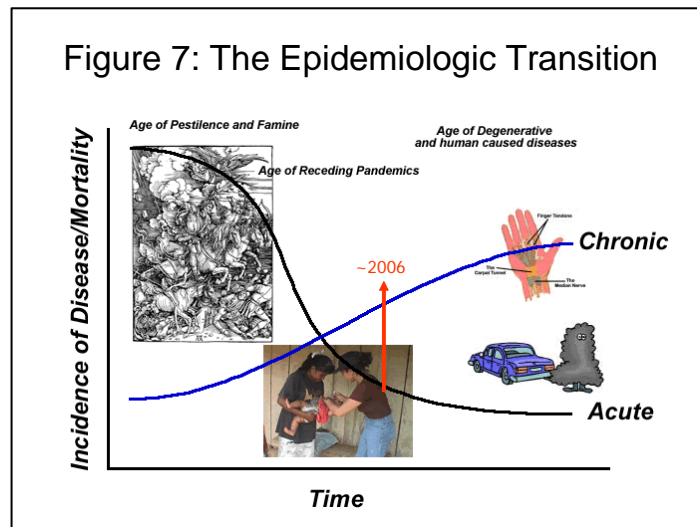 Figure 7: The Epidemiologic Transition
Age of Pestilence and Famine
Age of Degenerative
and human caused diseases
Age of Receding Pandemics
Incidence of Disease/Mortality
Finger Tendons
Chronic
~2006
The
Carpal Tunnel
The
Median Nerve
Acute
Time